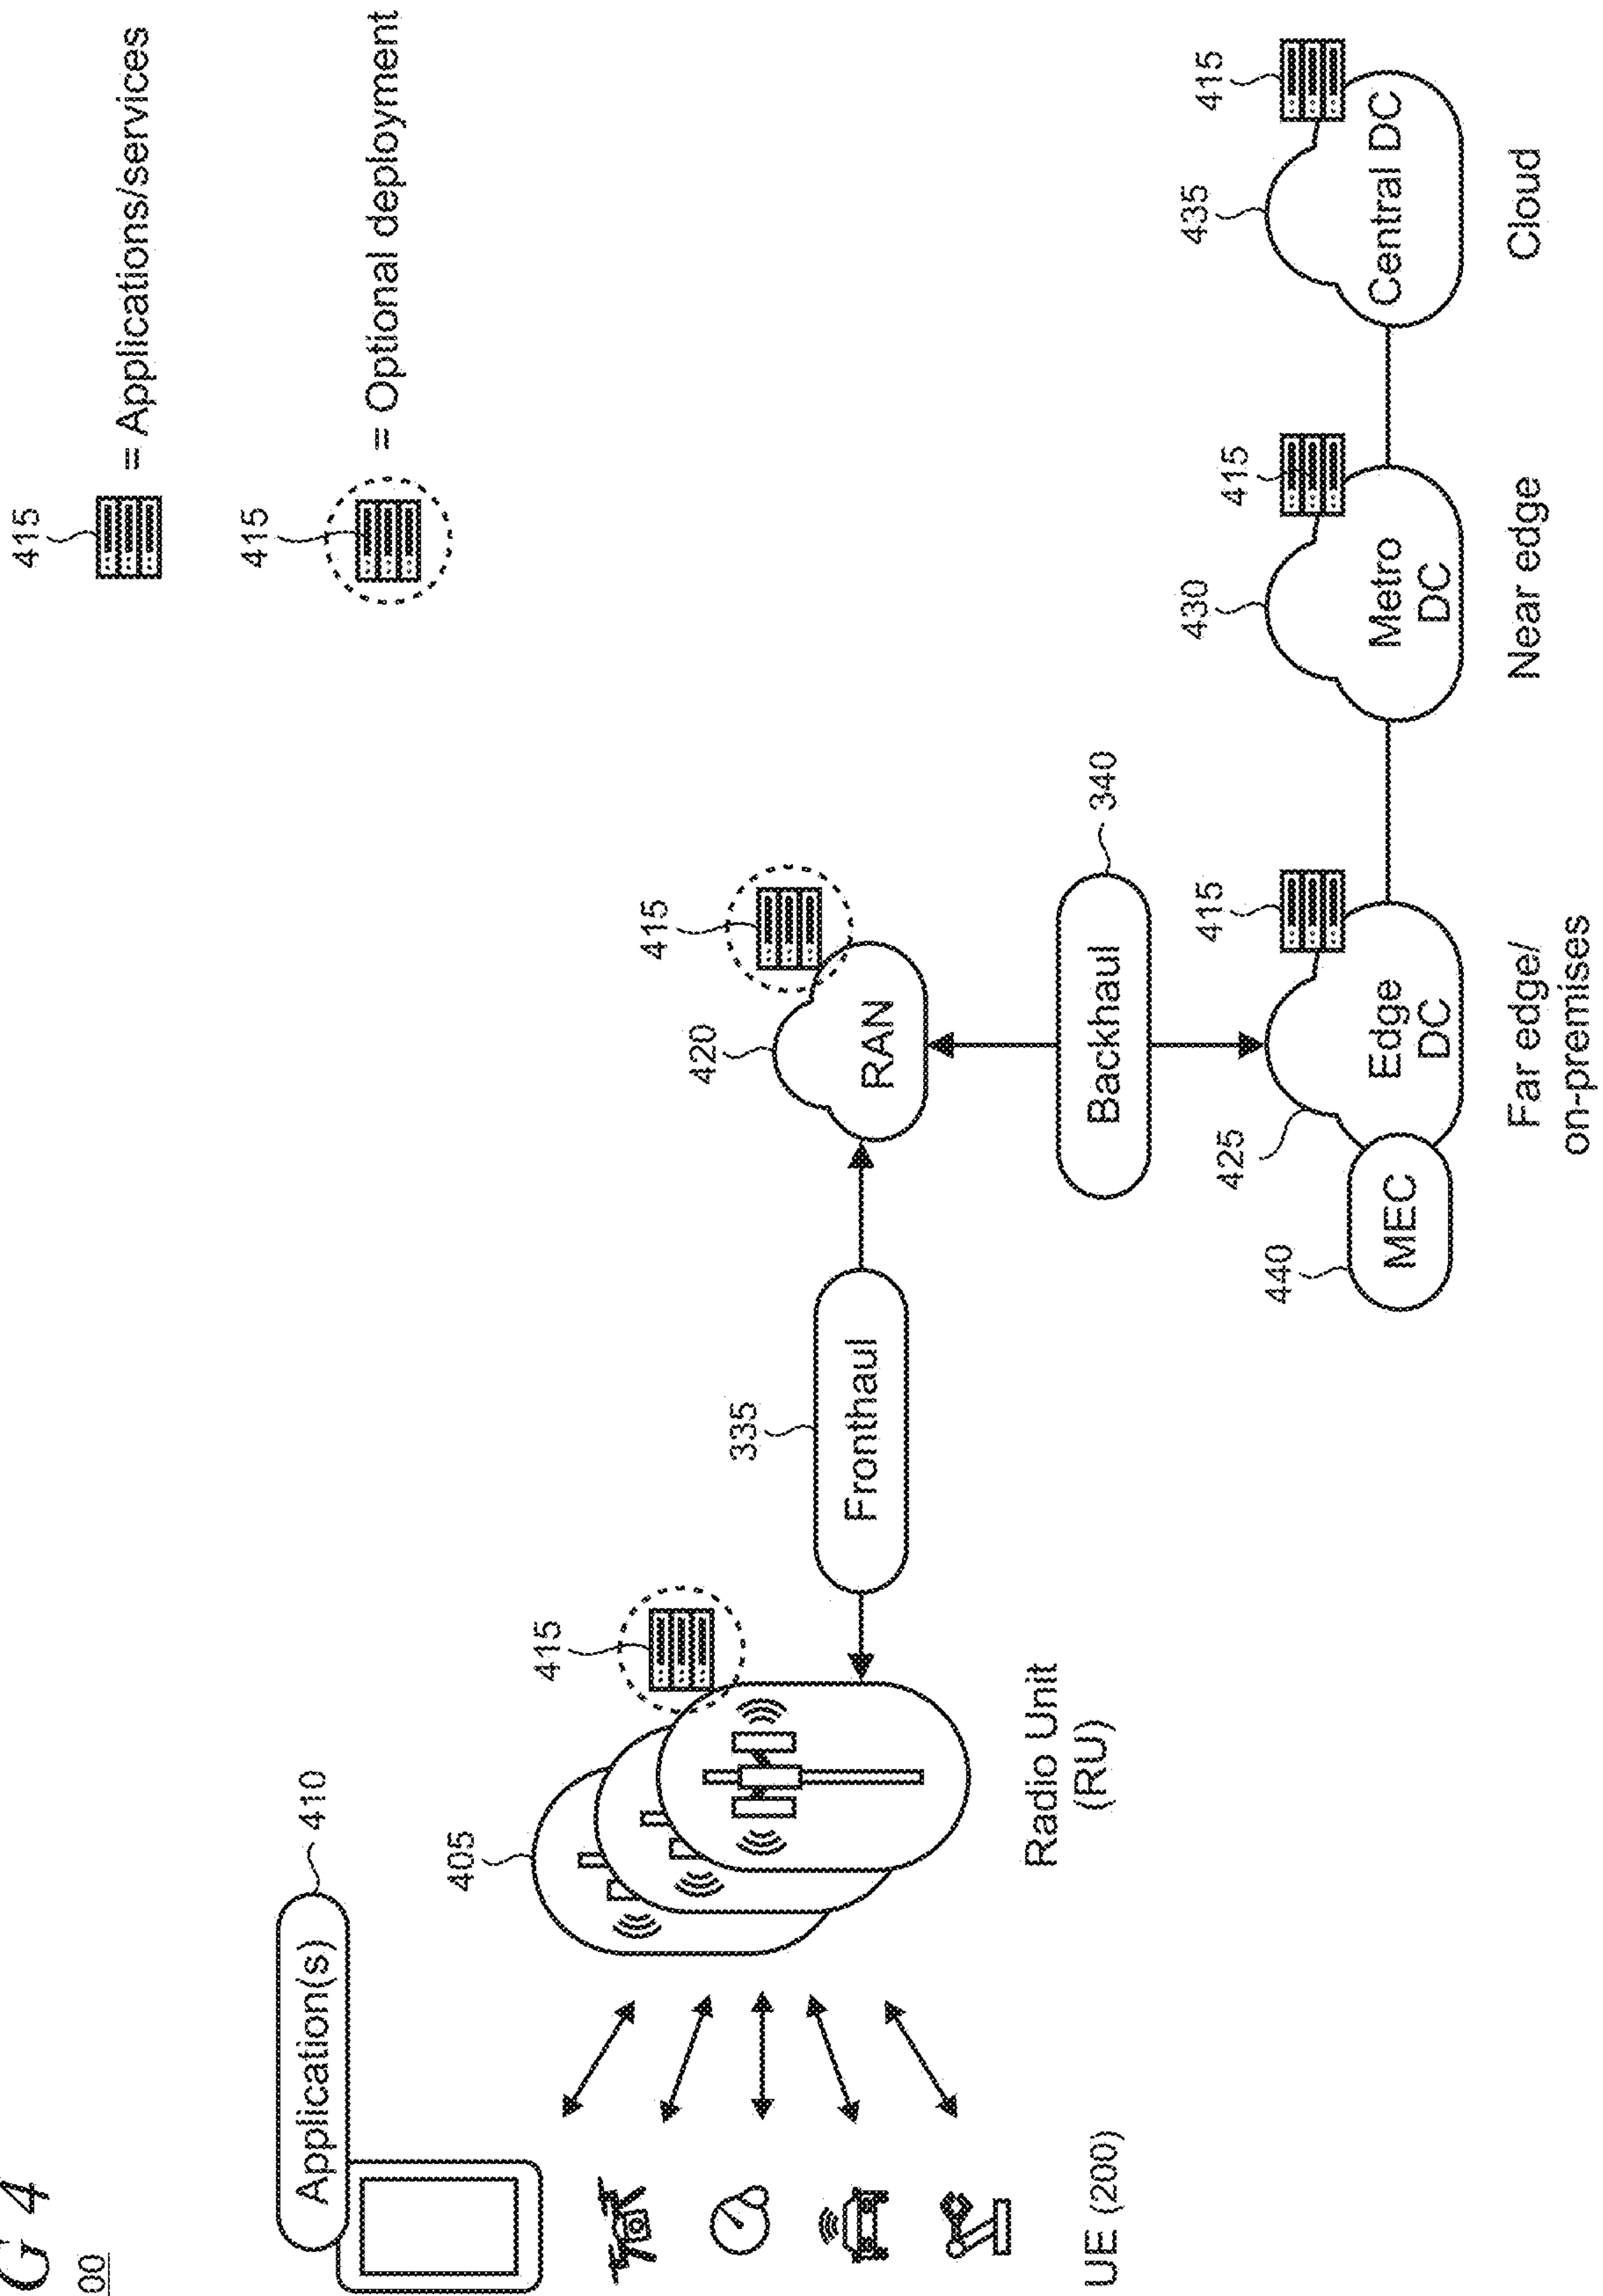 G 4
00
415
= Applications/services
415
= Optional deployment
Application(s)
410
405
415
335
Fronthaul
415
420
RAN
Radio Unit
(RU)
UE (200)
Backhaul
340
440
MEC
425
415
Edge
DC
430
415
Metro
DC
435
415
Central DC
Far edge/
on-premises
Near edge
Cloud